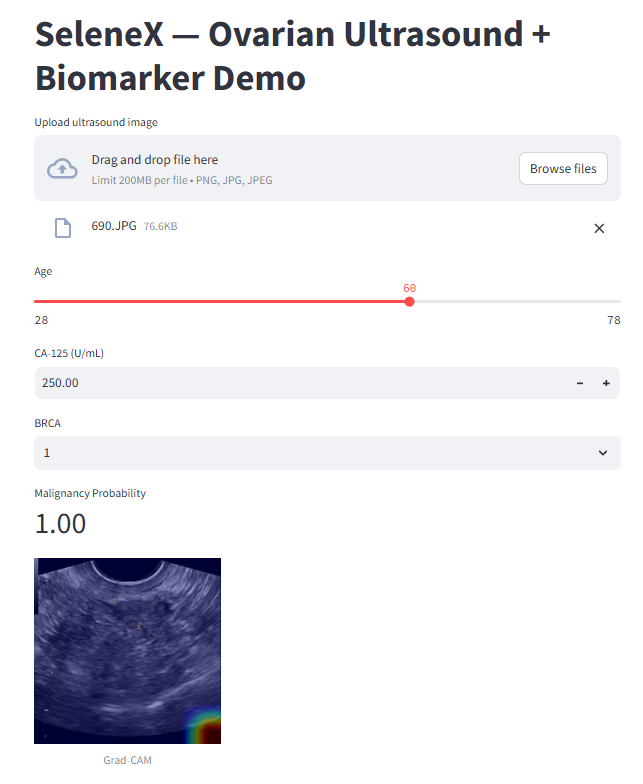 SeleneX — Ovarian Ultrasound +
Biomarker Demo
Upload ultrasound image
Drag and drop file here
Limit 200MB per file • PNG, JPG, JPEG
Browse files
690.JPG 76.6KB
Age
60
28 78
CA-125 (U/mL)
250.00
BRCA
1
Malignancy Probability
1.00
Grad-CAM